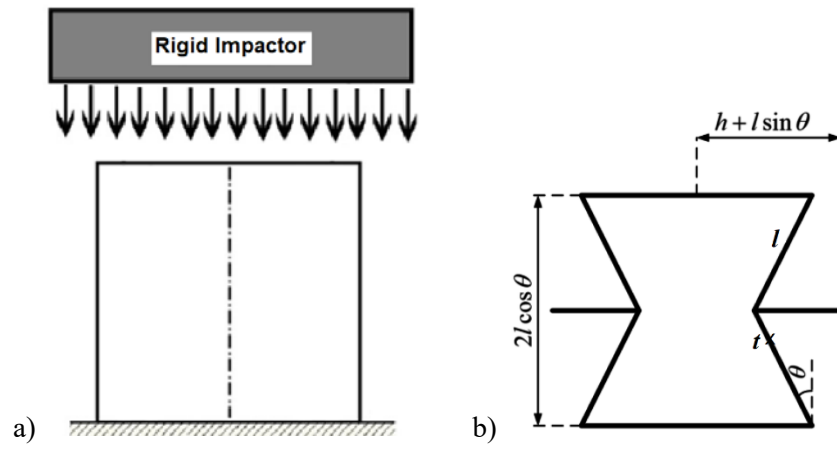 Rigid Impactor
h + l sin θ
2l cos θ
l
t
θ
a)
b)